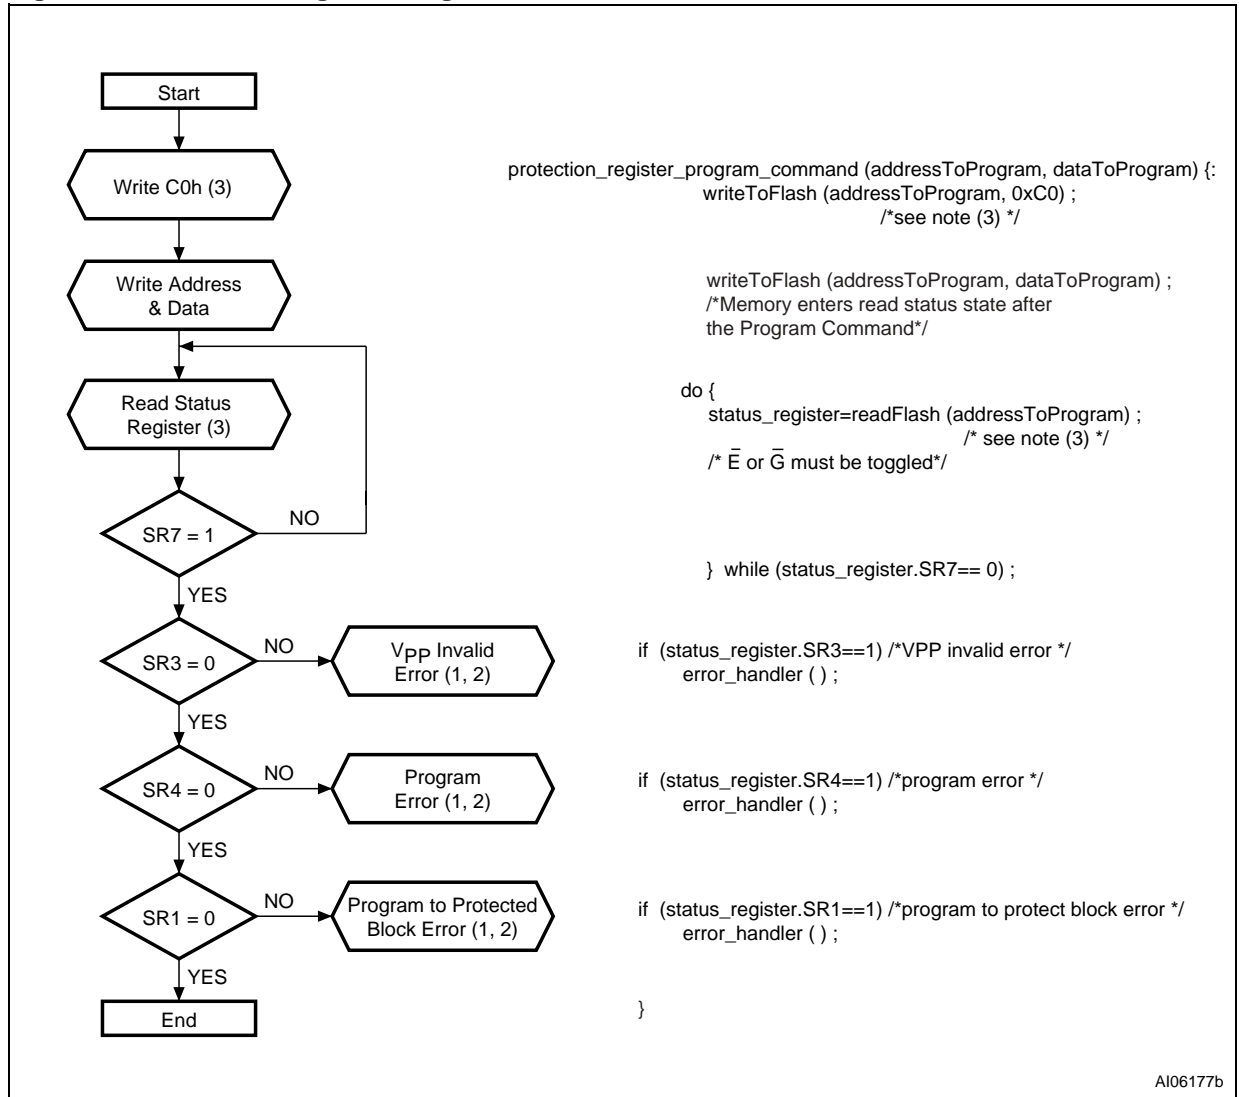 Start
Write C0h (3)
Write Address
& Data
Read Status
Register (3)
SR7 = 1
NO
YES
SR3 = 0
NO
VPP Invalid
Error (1, 2)
YES
SR4 = 0
NO
Program
Error (1, 2)
YES
SR1 = 0
NO
Program to Protected
Block Error (1, 2)
YES
End
protection_register_program_command (addressToProgram, dataToProgram) {:
writeToFlash (addressToProgram, 0xC0) ;
/*see note (3) */
writeToFlash (addressToProgram, dataToProgram) ;
/*Memory enters read status state after
the Program Command*/
do {
status_register=readFlash (addressToProgram) ;
/* see note (3) */
/* E̅ or G̅ must be toggled*/
} while (status_register.SR7== 0) ;
if (status_register.SR3==1) /*VPP invalid error */
error_handler ( ) ;
if (status_register.SR4==1) /*program error */
error_handler ( ) ;
if (status_register.SR1==1) /*program to protect block error */
error_handler ( ) ;
}
AI06177b